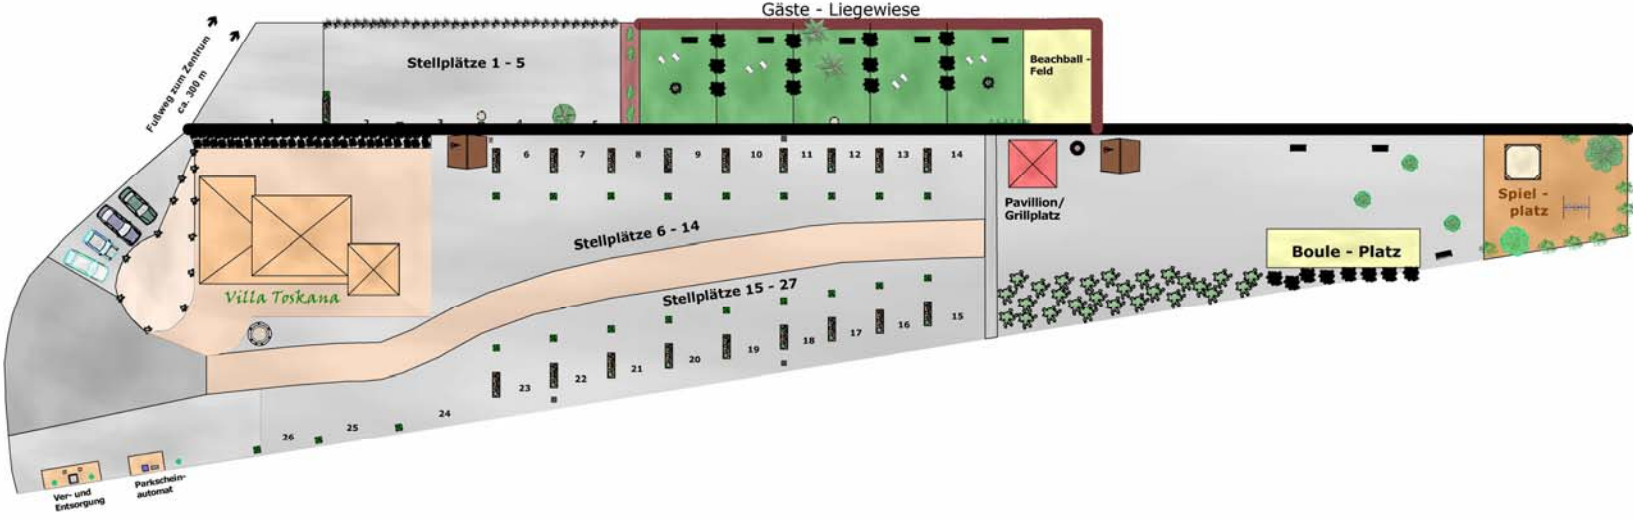 Gäste - Liegewiese
Fußweg zum Zentrum
ca. 300 m
Stellplätze 1 - 5
Beachball -
Feld
1
2
3
4
5
6
7
8
9
10
11
12
13
14
Pavillion/
Grillplatz
Spiel -
platz
Stellplätze 6 - 14
Boule - Platz
Villa Toskana
Stellplätze 15 - 27
15
16
17
18
19
20
21
22
23
24
25
26
Ver- und
Entsorgung
Parkschein-
automat